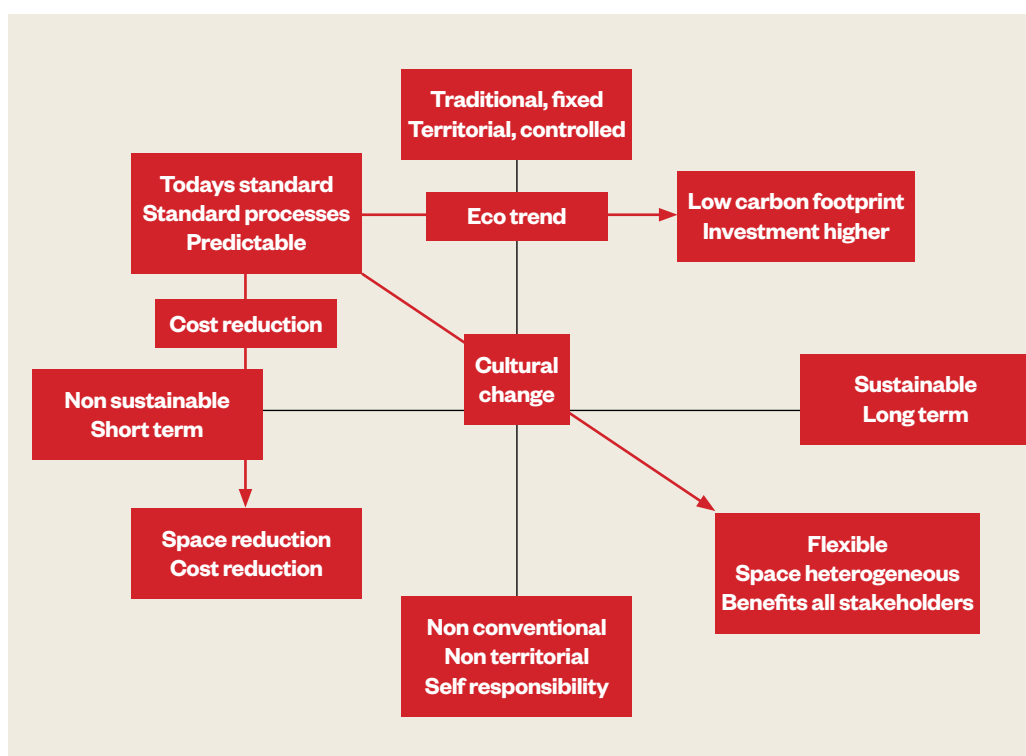 Traditional, fixed
Territorial, controlled
Todays standard
Standard processes
Predictable
Eco trend
Low carbon footprint
Investment higher
Cost reduction
Cultural
change
Non sustainable
Short term
Sustainable
Long term
Space reduction
Cost reduction
Flexible
Space heterogeneous
Benefits all stakeholders
Non conventional
Non territorial
Self responsibility